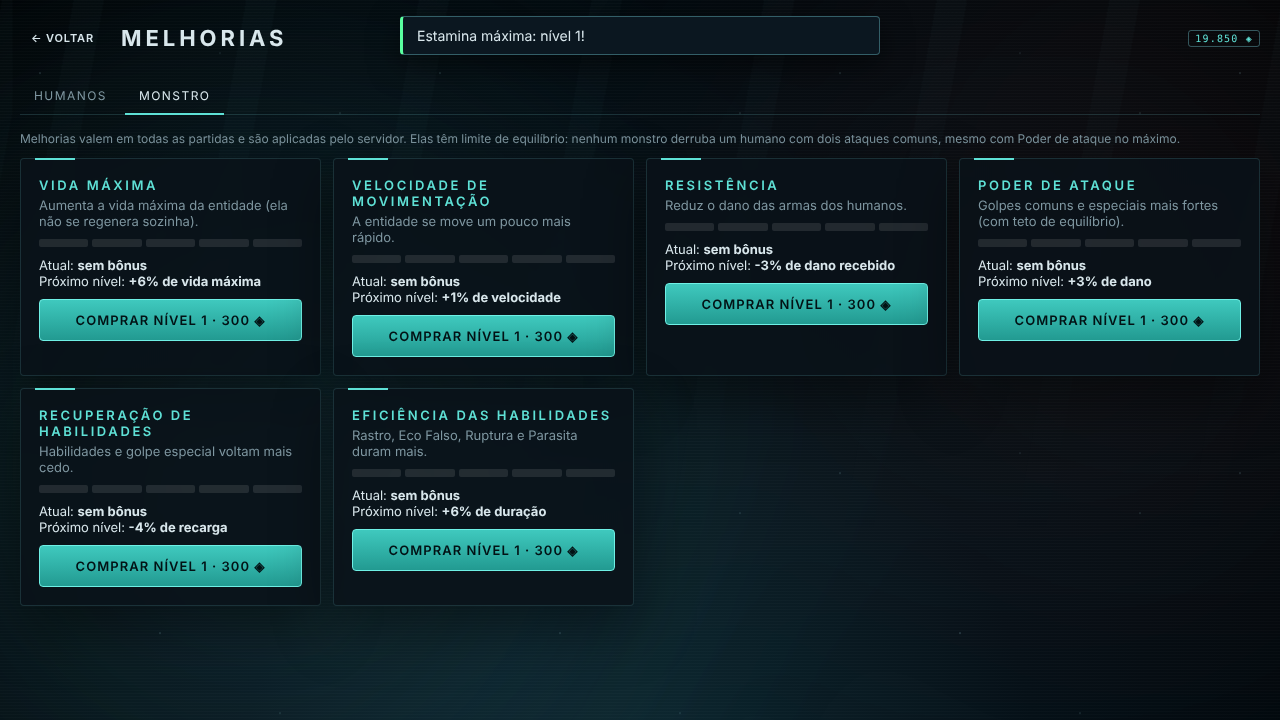 ← VOLTAR
MELHORIAS
Estamina máxima: nível 1!
19.850 ◈
HUMANOS
MONSTRO
Melhorias valem em todas as partidas e são aplicadas pelo servidor. Elas têm limite de equilíbrio: nenhum monstro derruba um humano com dois ataques comuns, mesmo com Poder de ataque no máximo.
VIDA MÁXIMA
Aumenta a vida máxima da entidade (ela
não se regenera sozinha).
Atual: sem bônus
Próximo nível: +6% de vida máxima
COMPRAR NÍVEL 1 · 300 ◈
VELOCIDADE DE
MOVIMENTAÇÃO
A entidade se move um pouco mais
rápido.
Atual: sem bônus
Próximo nível: +1% de velocidade
COMPRAR NÍVEL 1 · 300 ◈
RESISTÊNCIA
Reduz o dano das armas dos humanos.
Atual: sem bônus
Próximo nível: -3% de dano recebido
COMPRAR NÍVEL 1 · 300 ◈
PODER DE ATAQUE
Golpes comuns e especiais mais fortes
(com teto de equilíbrio).
Atual: sem bônus
Próximo nível: +3% de dano
COMPRAR NÍVEL 1 · 300 ◈
RECUPERAÇÃO DE
HABILIDADES
Habilidades e golpe especial voltam mais
cedo.
Atual: sem bônus
Próximo nível: -4% de recarga
COMPRAR NÍVEL 1 · 300 ◈
EFICIÊNCIA DAS HABILIDADES
Rastro, Eco Falso, Ruptura e Parasita
duram mais.
Atual: sem bônus
Próximo nível: +6% de duração
COMPRAR NÍVEL 1 · 300 ◈